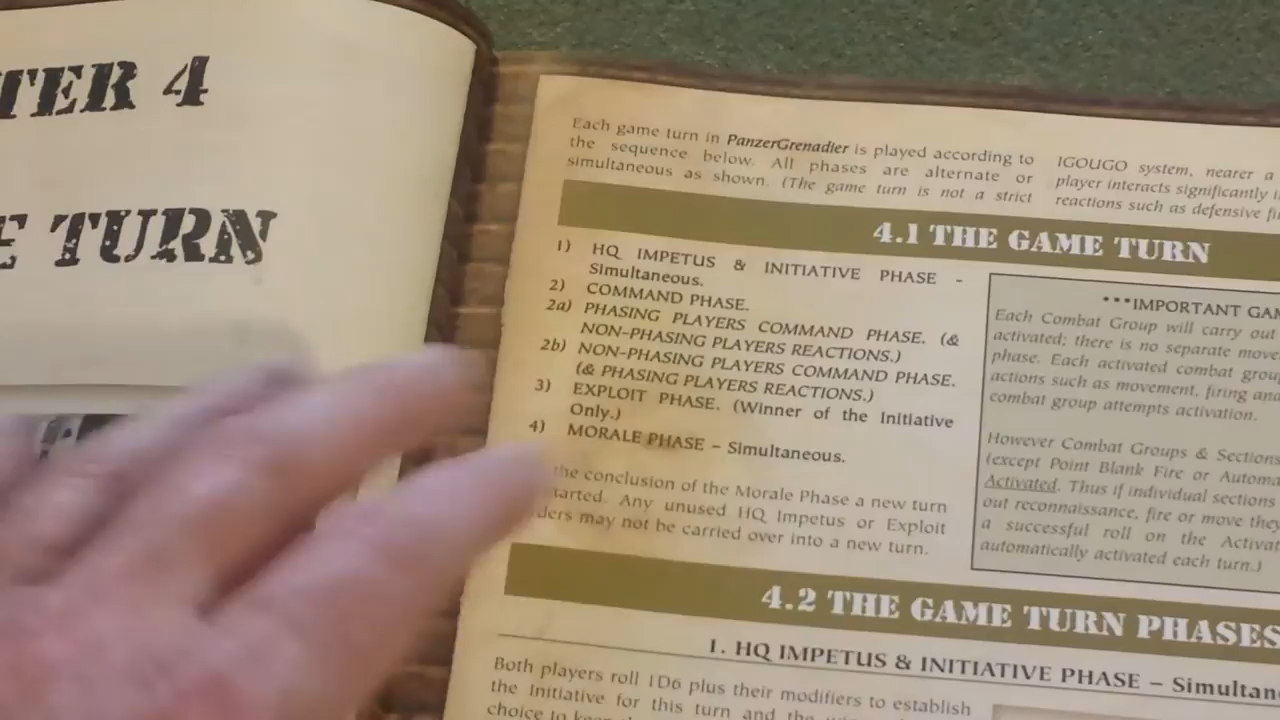 TER 4
E TURN
Each game turn in PanzerGrenadier is played according to
the sequence below. All phases are alternate or
simultaneous as shown. (The game turn is not a strict
IGOUGO system, nearer a
player interacts significantly
reactions such as defensive
4.1 THE GAME TURN
1) HQ IMPETUS & INITIATIVE PHASE -
Simultaneous.
2) COMMAND PHASE.
2a) PHASING PLAYERS COMMAND PHASE. (&
NON-PHASING PLAYERS REACTIONS.)
2b) NON-PHASING PLAYERS COMMAND PHASE.
(& PHASING PLAYERS REACTIONS.)
3) EXPLOIT PHASE. (Winner of the Initiative
Only.)
4) MORALE PHASE – Simultaneous.
the conclusion of the Morale Phase a new turn
tarted. Any unused HQ Impetus or Exploit
ders may not be carried over into a new turn.
***IMPORTANT GAM
Each Combat Group will carry out
activated; there is no separate move
phase. Each activated combat grou
actions such as movement, firing and
combat group attempts activation.
However Combat Groups & Sections
(except Point Blank Fire or Automa
Activated. Thus if individual sections
out reconnaissance, fire or move they
a successful roll on the Activat
automatically activated each turn.)
4.2 THE GAME TURN PHASES
1. HQ IMPETUS & INITIATIVE PHASE – Simultan
Both players roll 1D6 plus their modifiers to establish
the Initiative for this turn and the
choice to keep